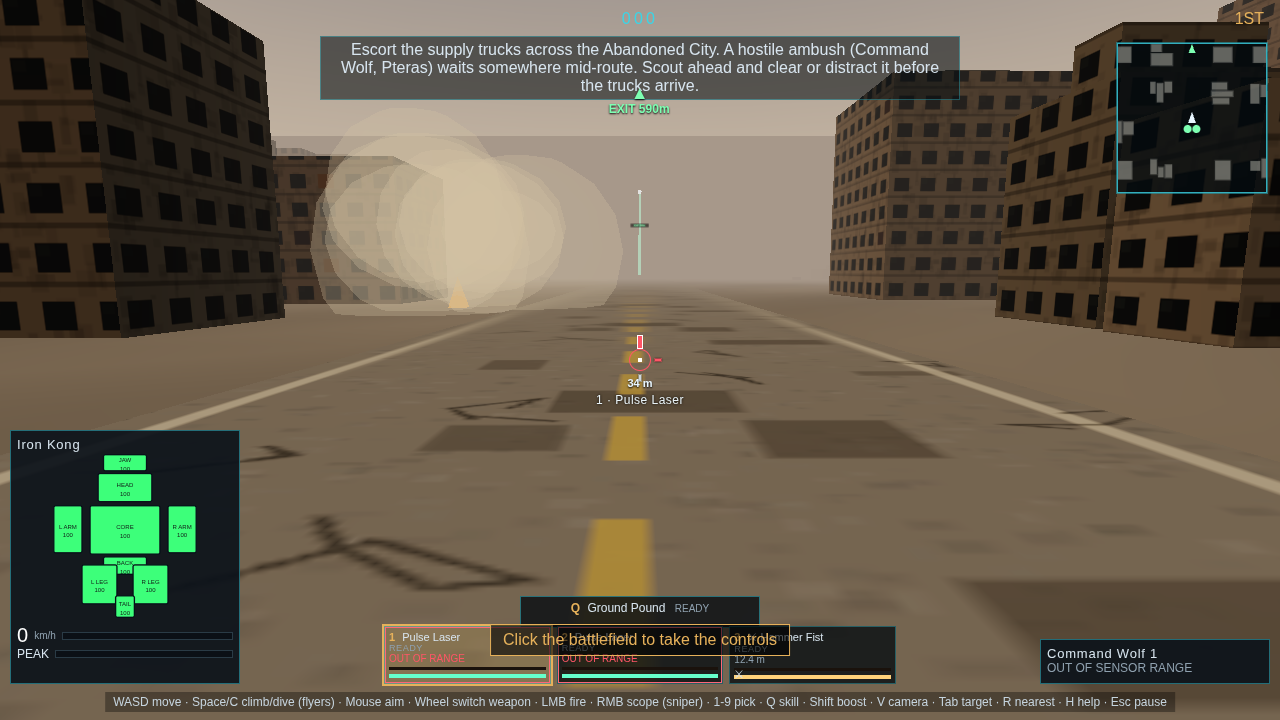 000
1ST
Escort the supply trucks across the Abandoned City. A hostile ambush (Command
Wolf, Pteras) waits somewhere mid-route. Scout ahead and clear or distract it before
the trucks arrive.
EXIT 590m
34 m
1 · Pulse Laser
Iron Kong
JAW
100
HEAD
100
L ARM
100
CORE
100
R ARM
100
BACK
100
L LEG
100
R LEG
100
TAIL
100
0 km/h
PEAK
Q Ground Pound READY
1 Pulse Laser
READY
OUT OF RANGE
OUT OF RANGE
Fist
READY
12.4 m
Click the battlefield to take the controls
Command Wolf 1
OUT OF SENSOR RANGE
WASD move · Space/C climb/dive (flyers) · Mouse aim · Wheel switch weapon · LMB fire · RMB scope (sniper) · 1-9 pick · Q skill · Shift boost · V camera · Tab target · R nearest · H help · Esc pause